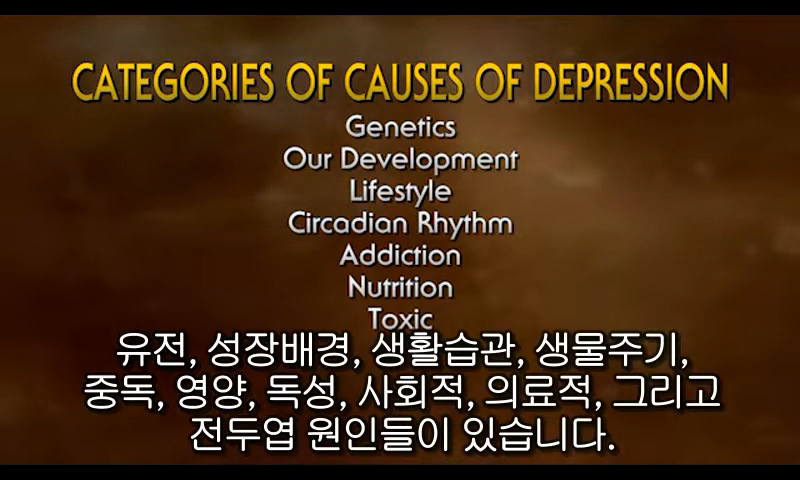 CATEGORIES OF CAUSES OF DEPRESSION
Genetics
Our Development
Lifestyle
Circadian Rhythm
Addiction
Nutrition
Toxic
유전, 성장배경, 생활습관, 생물주기,
중독, 영양, 독성, 사회적, 의료적, 그리고
전두엽 원인들이 있습니다.